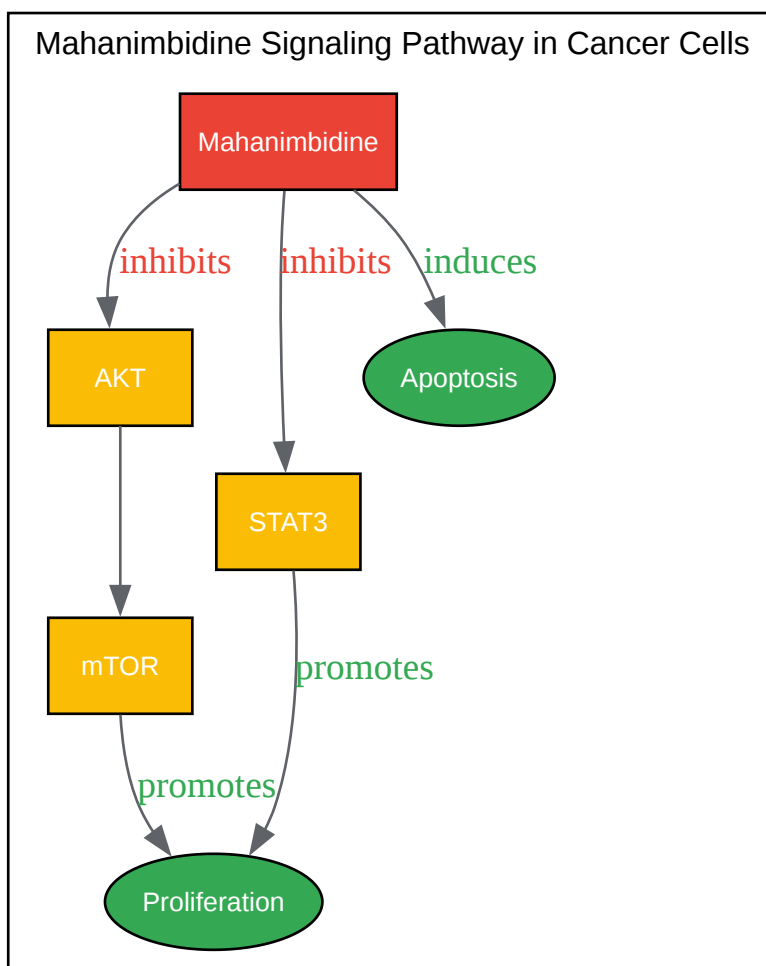 Mahanimbidine Signaling Pathway in Cancer Cells
Mahanimbidine
inhibits
inhibits
induces
AKT
Apoptosis
STAT3
mTOR
promotes
promotes
Proliferation